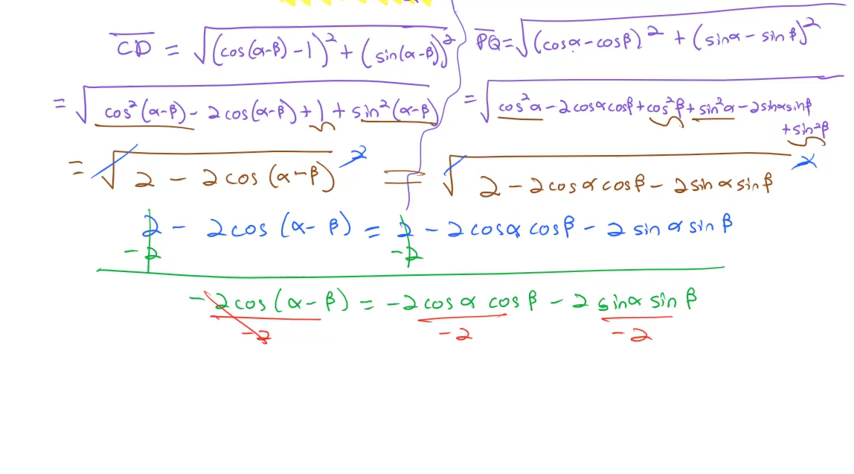 CD = √((cos(α-β) - 1)² + (sin(α-β))²)
PQ = √((cosα - cosβ)² + (sinα - sinβ)²)
= √(cos²(α-β) - 2cos(α-β) + 1 + sin²(α-β))
= √(cos²α - 2cosαcosβ + cos²β + sin²α - 2sinαsinβ
+ sin²β)
= √(2 - 2cos(α-β))² = √(2 - 2cosαcosβ - 2sinαsinβ)²
2 - 2cos(α-β) = 2 - 2cosαcosβ - 2sinαsinβ
-2 -2
-2cos(α-β) = -2cosαcosβ - 2sinαsinβ
-2 -2 -2